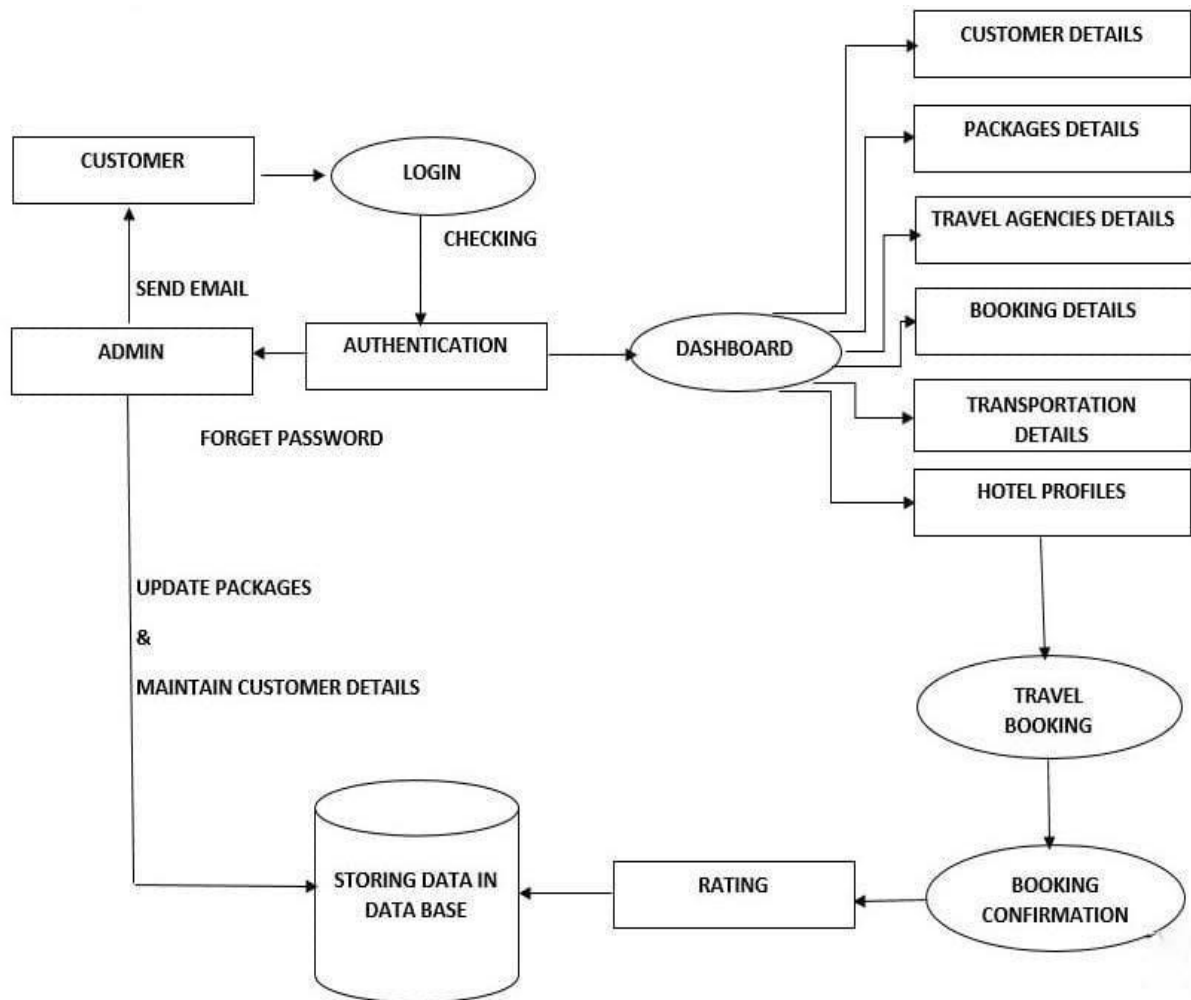 CUSTOMER DETAILS
PACKAGES DETAILS
CUSTOMER
LOGIN
TRAVEL AGENCIES DETAILS
CHECKING
SEND EMAIL
BOOKING DETAILS
ADMIN
AUTHENTICATION
DASHBOARD
TRANSPORTATION
DETAILS
FORGET PASSWORD
HOTEL PROFILES
UPDATE PACKAGES
&
MAINTAIN CUSTOMER DETAILS
TRAVEL
BOOKING
STORING DATA IN
DATA BASE
RATING
BOOKING
CONFIRMATION